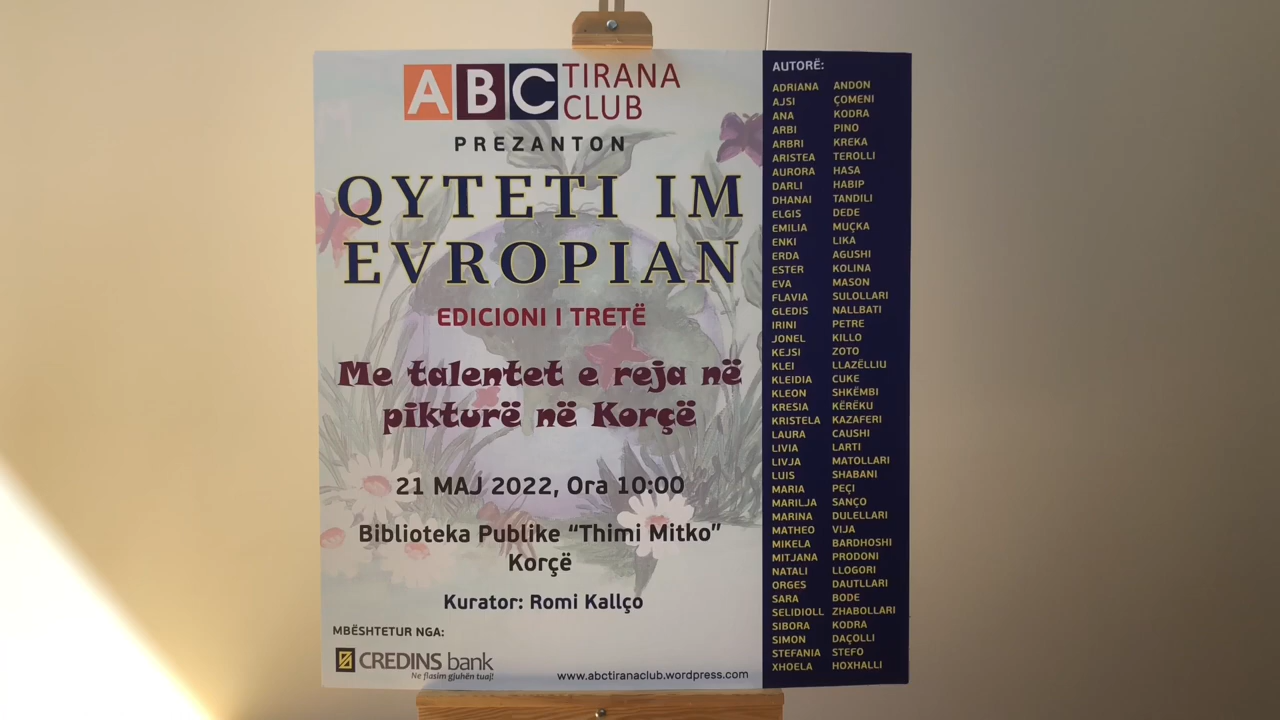 ABC TIRANA
CLUB
PREZANTON
QYTETI IM
EVROPIAN
EDICIONI I TRETË
Me talentet e reja në
pikturë në Korçë
21 MAJ 2022, Ora 10:00
Biblioteka Publike “Thimi Mitko”
Korçë
Kurator: Romi Kallço
MBËSHTETUR NGA:
CREDINS bank
Ne flasim gjuhën tuaj!
www.abctiranaclub.wordpress.com
AUTORË:
ADRIANA ANDON
AJSI ÇOMENI
ANA KODRA
ARBI PINO
ARBRI KREKA
ARISTEA TEROLLI
AURORA HASA
DARLI HABIP
DHANAI TANDILI
ELGIS DEDE
EMILIA MUÇKA
ENKI LIKA
ERDA AGUSHI
ESTER KOLINA
EVA MASON
FLAVIA SULOLLARI
GLEDIS NALLBATI
IRINI PETRE
JONEL KILLO
KEJSI ZOTO
KLEI LLAZËLLIU
KLEIDIA CUKE
KLEON SHKËMBI
KRESIA KËRËKU
KRISTELA KAZAFERI
LAURA CAUSHI
LIVIA LARTI
LIVJA MATOLLARI
LUIS SHABANI
MARIA PEÇI
MARILJA SANÇO
MARINA DULELLARI
MATHEO VIJA
MIKELA BARDHOSHI
MITJANA PRODONI
NATALI LLOGORI
ORGES DAUTLLARI
SARA BODE
SELIDIOLL ZHABOLLARI
SIBORA KODRA
SIMON DAÇOLLI
STEFANIA STEFO
XHOELA HOXHALLI